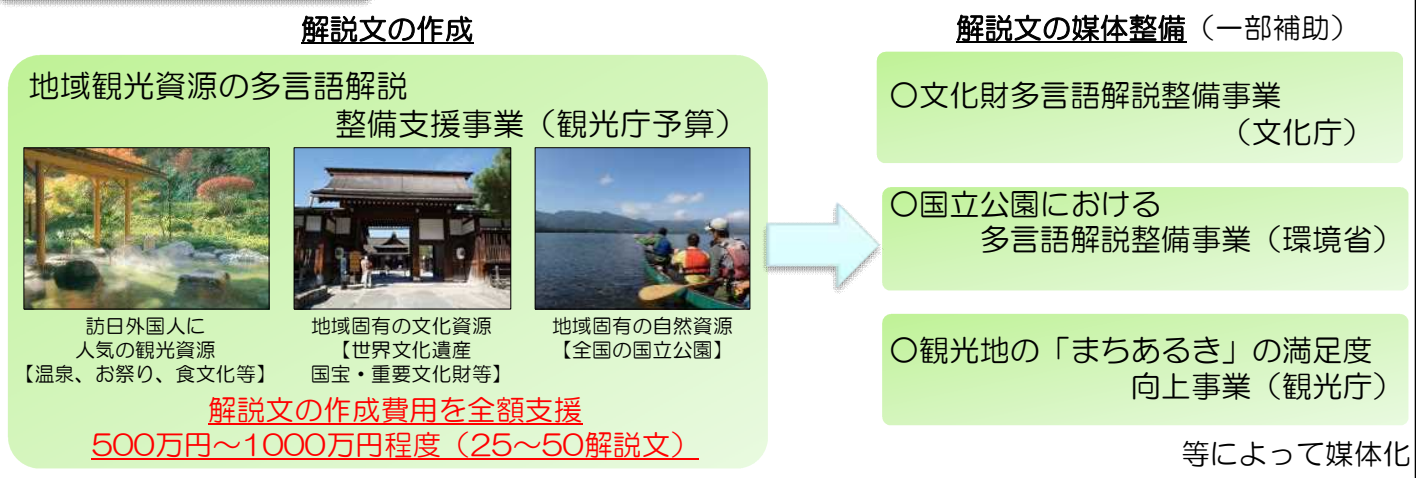 解説文の作成
地域観光資源の多言語解説
整備支援事業（観光庁予算）
訪日外国人に
人気の観光資源
【温泉、お祭り、食文化等】
地域固有の文化資源
【世界文化遺産
国宝・重要文化財等】
地域固有の自然資源
【全国の国立公園】
解説文の作成費用を全額支援
500万円～1000万円程度（25～50解説文）
解説文の媒体整備（一部補助）
〇文化財多言語解説整備事業
（文化庁）
〇国立公園における
多言語解説整備事業（環境省）
〇観光地の「まちあるき」の満足度
向上事業（観光庁）
等によって媒体化